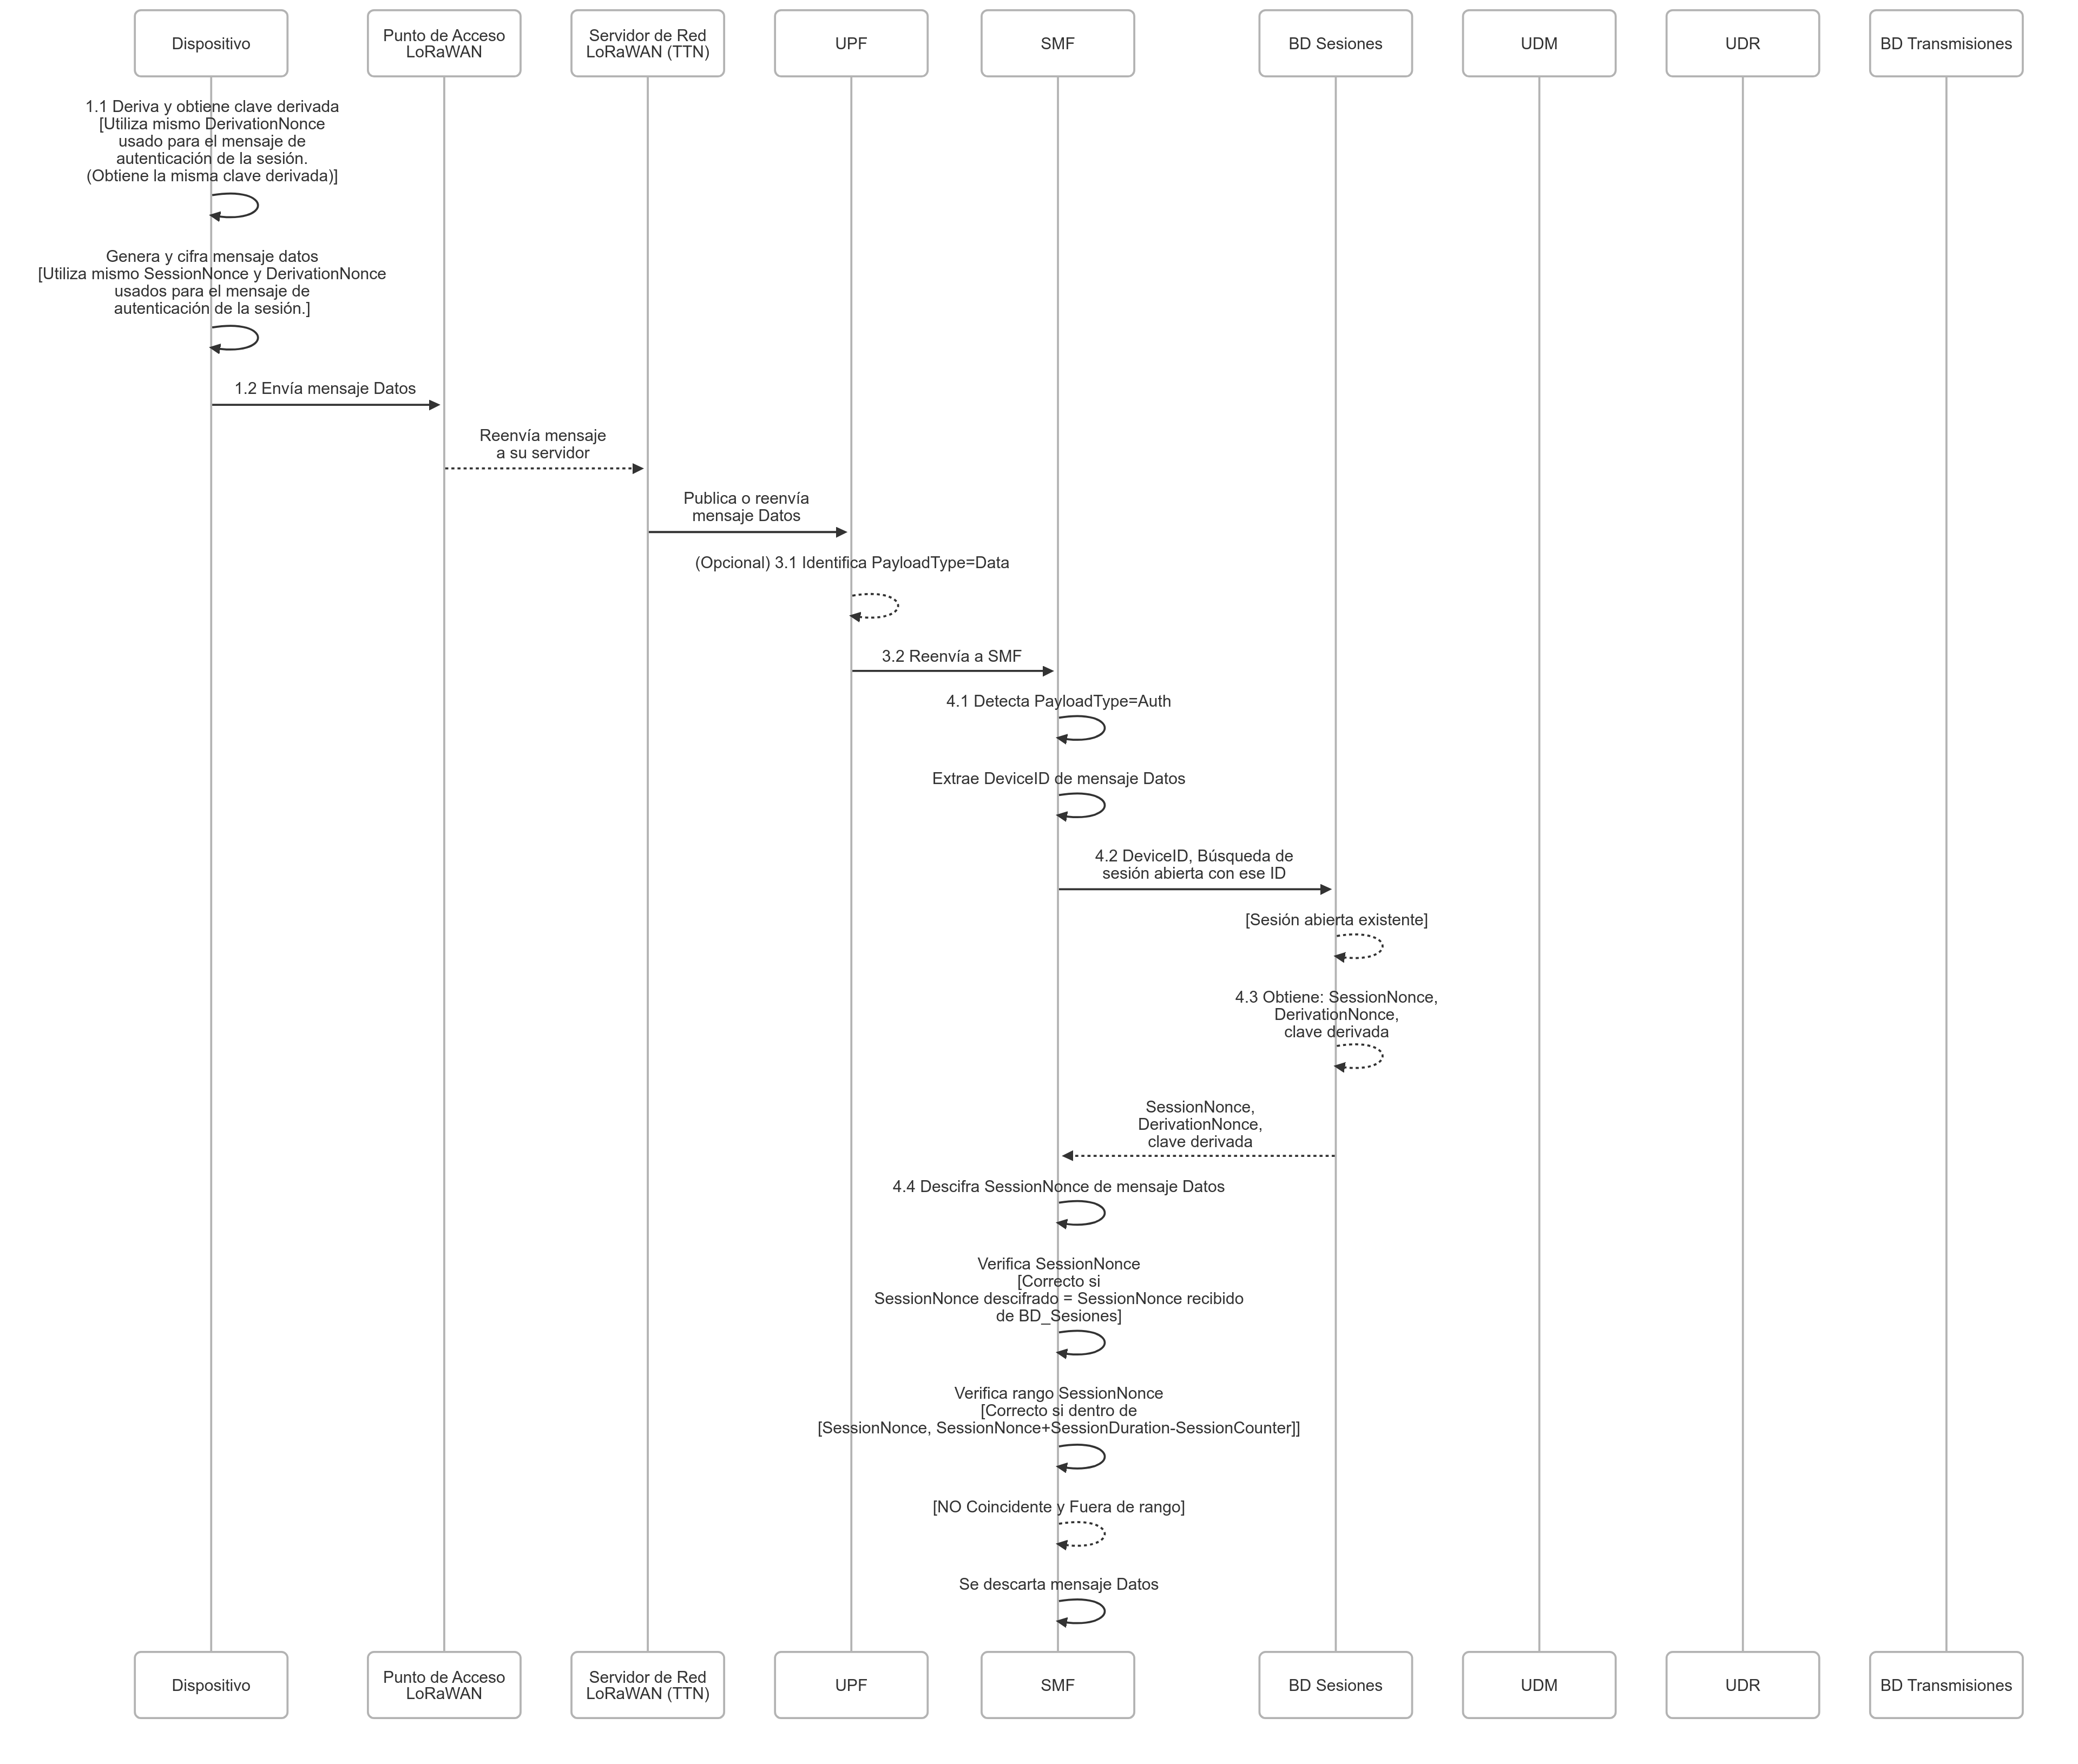 Dispositivo
Punto de Acceso
LoRaWAN
Servidor de Red
LoRaWAN (TTN)
UPF
SMF
BD Sesiones
UDM
UDR
BD Transmisiones
1.1 Deriva y obtiene clave derivada
[Utiliza mismo DerivationNonce
usado para el mensaje de
autenticación de la sesión.
(Obtiene la misma clave derivada)]
Genera y cifra mensaje datos
[Utiliza mismo SessionNonce y DerivationNonce
usados para el mensaje de
autenticación de la sesión.]
1.2 Envía mensaje Datos
Reenvía mensaje
a su servidor
Publica o reenvía
mensaje Datos
(Opcional) 3.1 Identifica PayloadType=Data
3.2 Reenvía a SMF
4.1 Detecta PayloadType=Auth
Extrae DeviceID de mensaje Datos
4.2 DeviceID, Búsqueda de
sesión abierta con ese ID
[Sesión abierta existente]
4.3 Obtiene: SessionNonce,
DerivationNonce,
clave derivada
SessionNonce,
DerivationNonce,
clave derivada
4.4 Descifra SessionNonce de mensaje Datos
Verifica SessionNonce
[Correcto si
SessionNonce descifrado = SessionNonce recibido
de BD_Sesiones]
Verifica rango SessionNonce
[Correcto si dentro de
[SessionNonce, SessionNonce+SessionDuration-SessionCounter]]
[NO Coincidente y Fuera de rango]
Se descarta mensaje Datos
Dispositivo
Punto de Acceso
LoRaWAN
Servidor de Red
LoRaWAN (TTN)
UPF
SMF
BD Sesiones
UDM
UDR
BD Transmisiones